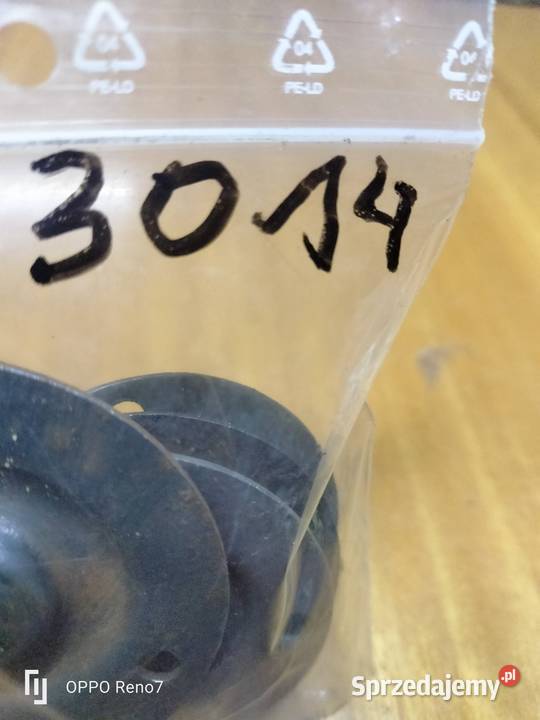 04 04 04
PE-LD PE-LD PE-LD
3014
OPPO Reno7
Sprzedajemy.pl